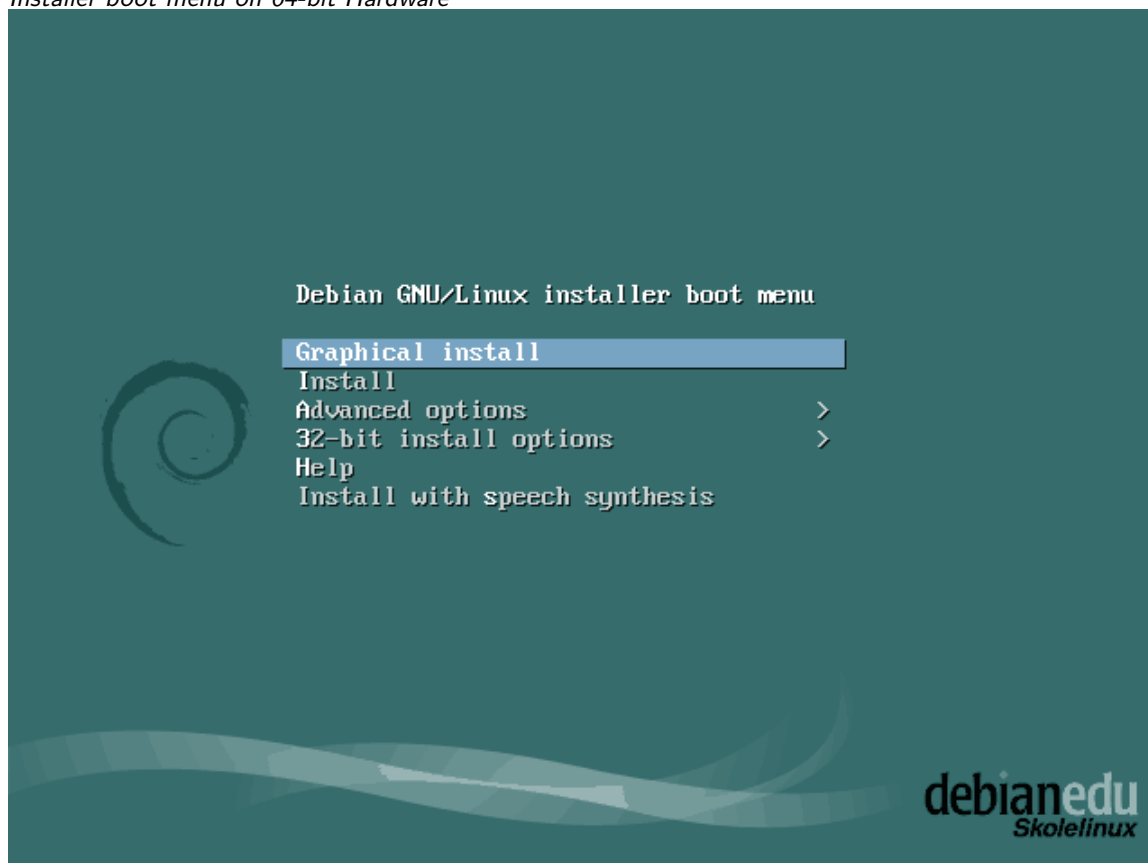 Installer boot menu on 64-bit Hardware
Debian GNU/Linux installer boot menu
Graphical install
Install
Advanced options >
32-bit install options >
Help
Install with speech synthesis
debianedu
Skolelinux